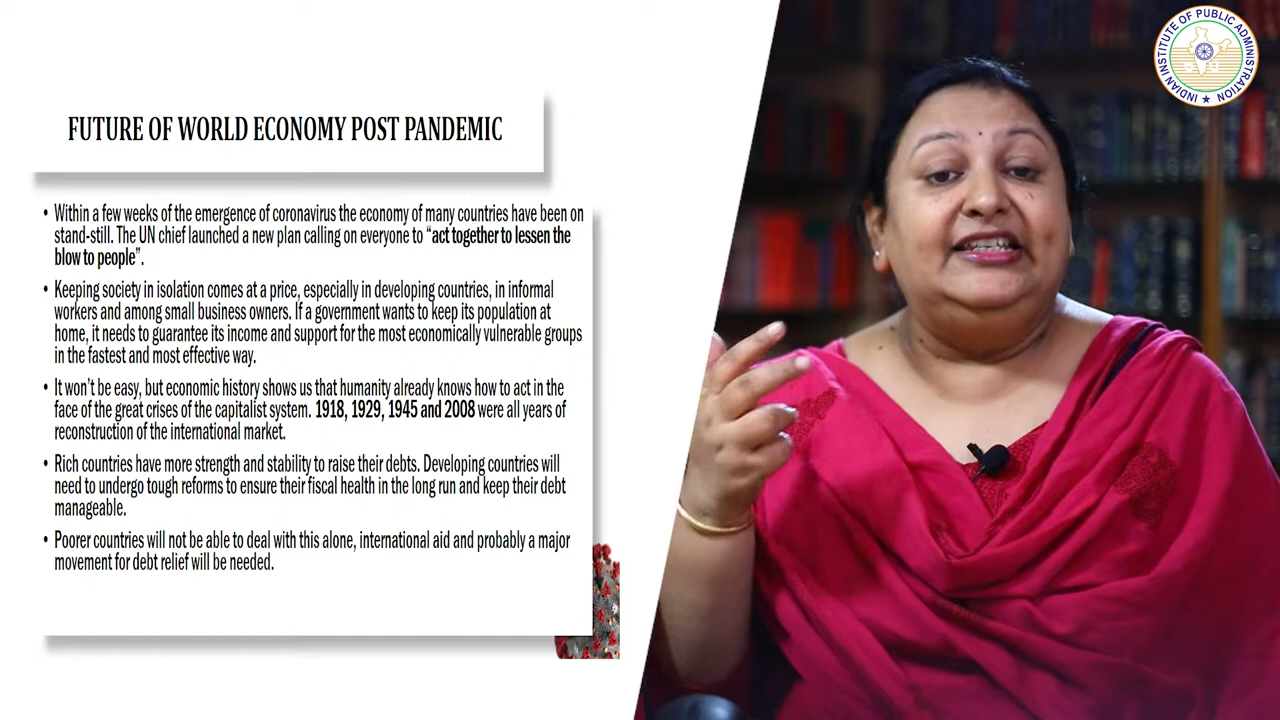 FUTURE OF WORLD ECONOMY POST PANDEMIC
• Within a few weeks of the emergence of coronavirus the economy of many countries have been on
stand-still. The UN chief launched a new plan calling on everyone to “act together to lessen the
blow to people”.
• Keeping society in isolation comes at a price, especially in developing countries, in informal
workers and among small business owners. If a government wants to keep its population at
home, it needs to guarantee its income and support for the most economically vulnerable groups
in the fastest and most effective way.
• It won’t be easy, but economic history shows us that humanity already knows how to act in the
face of the great crises of the capitalist system. 1918, 1929, 1945 and 2008 were all years of
reconstruction of the international market.
• Rich countries have more strength and stability to raise their debts. Developing countries will
need to undergo tough reforms to ensure their fiscal health in the long run and keep their debt
manageable.
• Poorer countries will not be able to deal with this alone, international aid and probably a major
movement for debt relief will be needed.
INDIAN INSTITUTE OF PUBLIC ADMINISTRATION